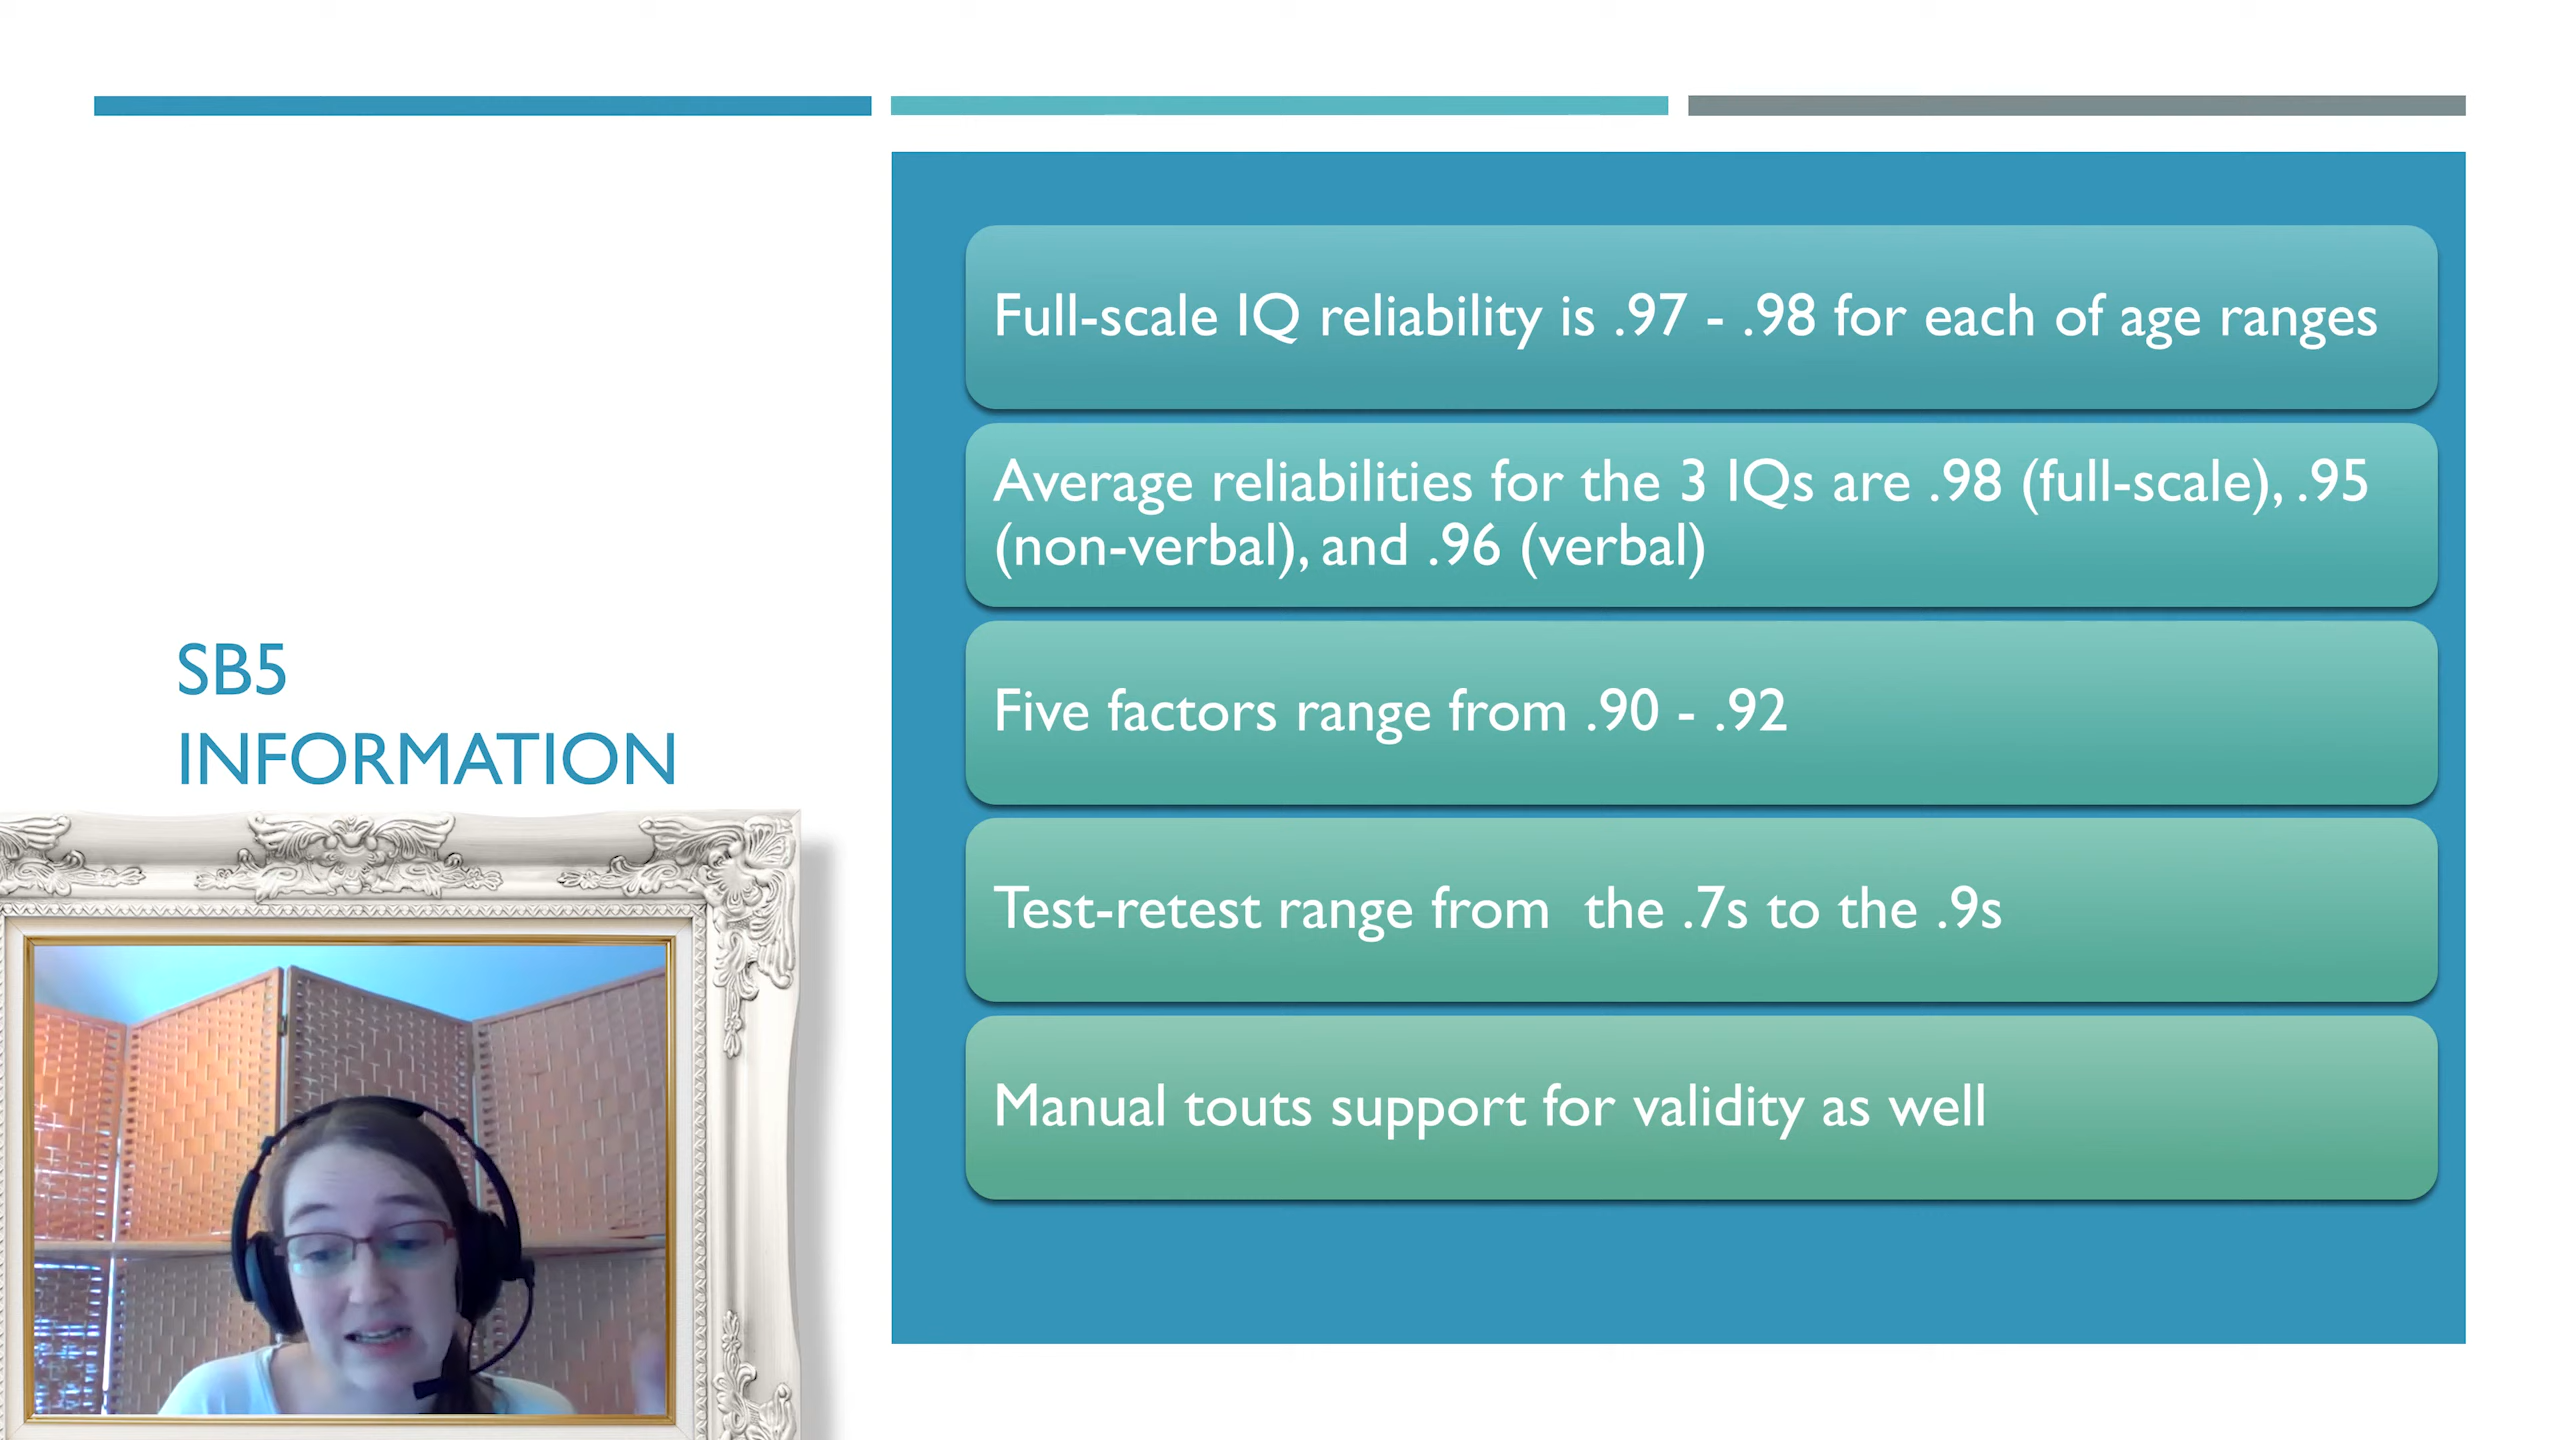 SB5
INFORMATION
Full-scale IQ reliability is .97 - .98 for each of age ranges
Average reliabilities for the 3 IQs are .98 (full-scale), .95
(non-verbal), and .96 (verbal)
Five factors range from .90 - .92
Test-retest range from  the .7s to the .9s
Manual touts support for validity as well